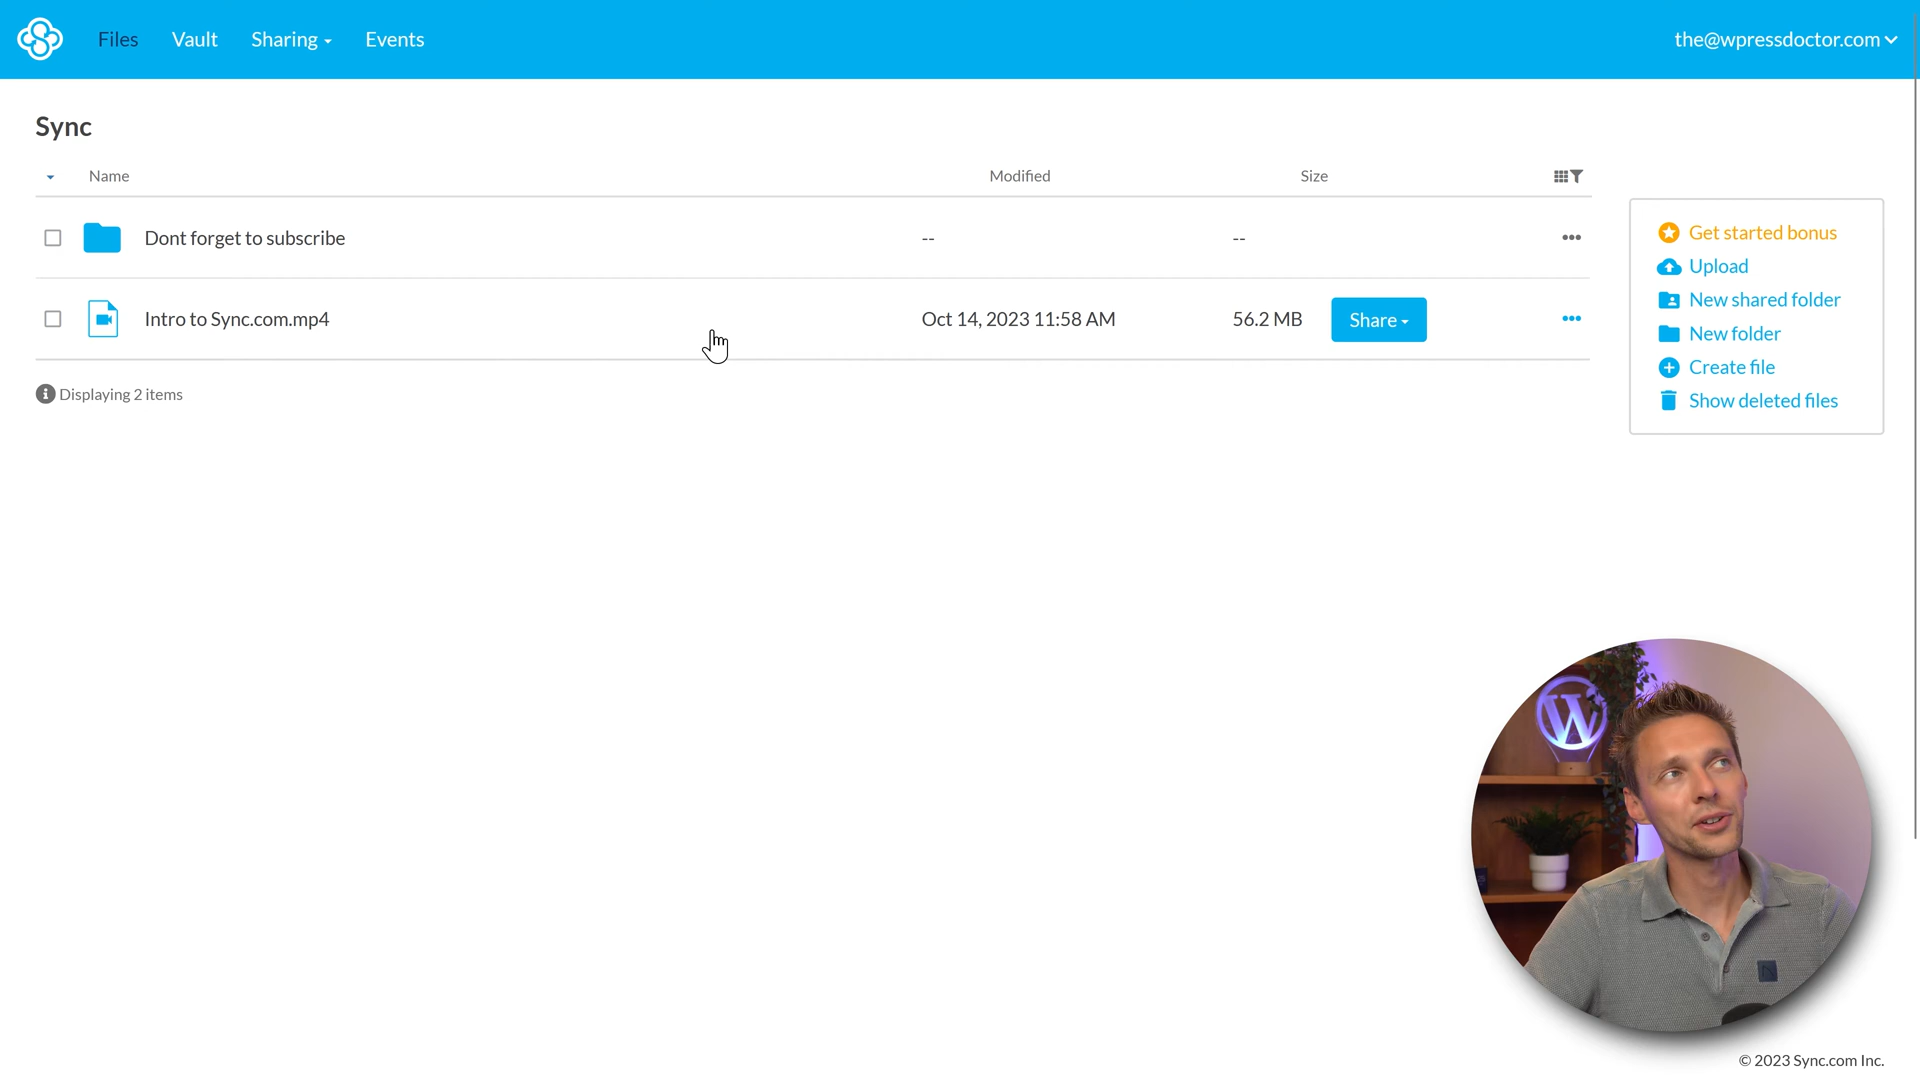 Files Vault Sharing Events the@wpressdoctor.com
Sync
Name Modified Size
Dont forget to subscribe -- --
Intro to Sync.com.mp4 Oct 14, 2023 11:58 AM 56.2 MB Share
Displaying 2 items
Get started bonus
Upload
New shared folder
New folder
Create file
Show deleted files
W
© 2023 Sync.com Inc.